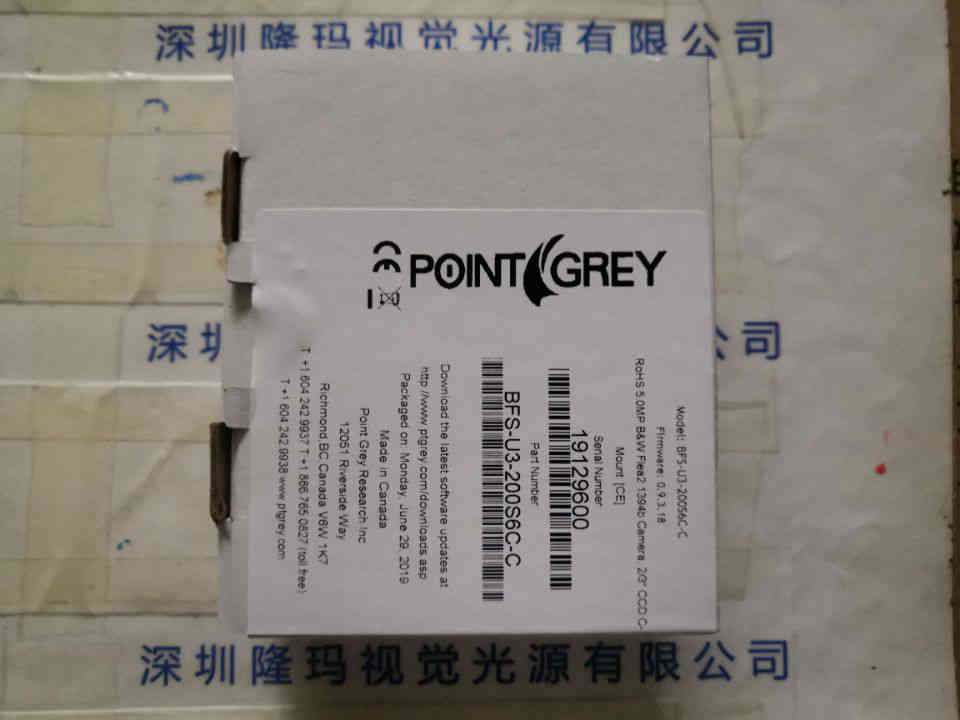 深圳隆玛视觉光源有限公司
CE POINT GREY
Model: BFS-U3-200S6C-C
Firmware: 0.9.3.18
RoHS 5.0MP B&W Flea2 1394b Camera 2/3" CCD C-
Mount [CE]
Serial Number
19129600
Part Number
BFS-U3-200S6C-C
Download the latest software updates at
http://www.ptgrey.com/downloads.asp
Packaged on: Monday, June 29, 2019
Made in Canada
Point Grey Research Inc
12051 Riverside Way
Richmond,BC Canada V6W 1K7
T +1 604 242 9937 T+1 866 765 0827 (toll free)
T +1 604 242 9938 www.ptgrey.com
深圳
公司
深圳隆玛视觉光源有限公司